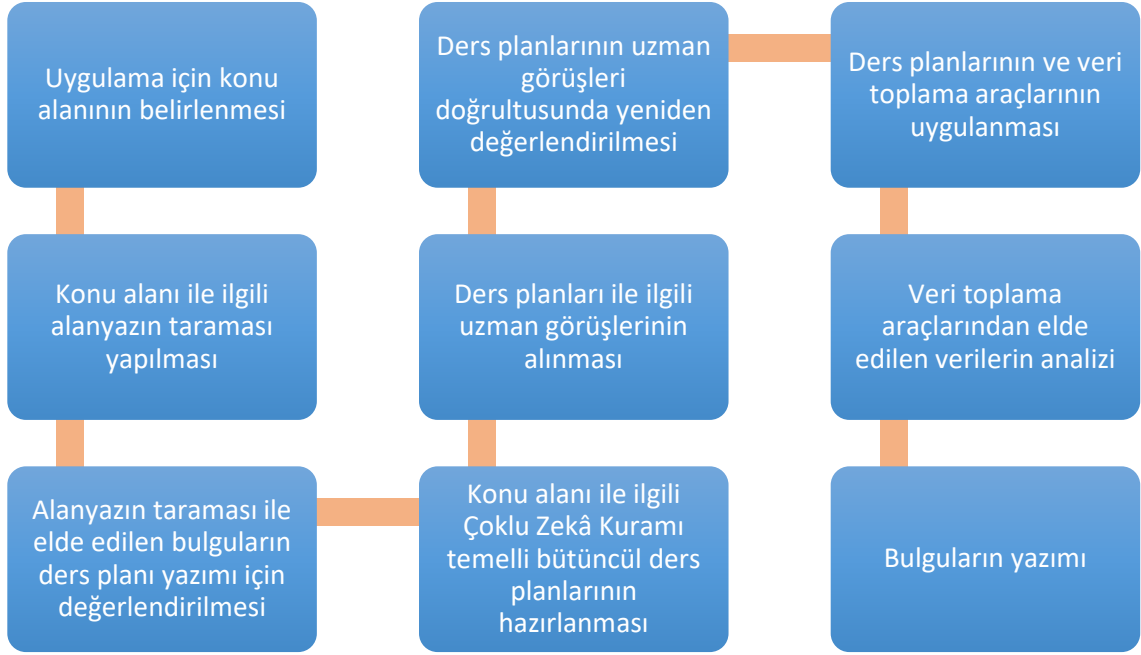 Uygulama için konu
alanının belirlenmesi
Konu alanı ile ilgili
alanyazın taraması
yapılması
Alanyazın taraması ile
elde edilen bulguların
ders planı yazımı için
değerlendirilmesi
Konu alanı ile ilgili
Çoklu Zekâ Kuramı
temelli bütüncül ders
planlarının
hazırlanması
Ders planları ile ilgili
uzman görüşlerinin
alınması
Ders planlarının uzman
görüşleri
doğrultusunda yeniden
değerlendirilmesi
Ders planlarının ve veri
toplama araçlarının
uygulanması
Veri toplama
araçlarından elde
edilen verilerin analizi
Bulguların yazımı